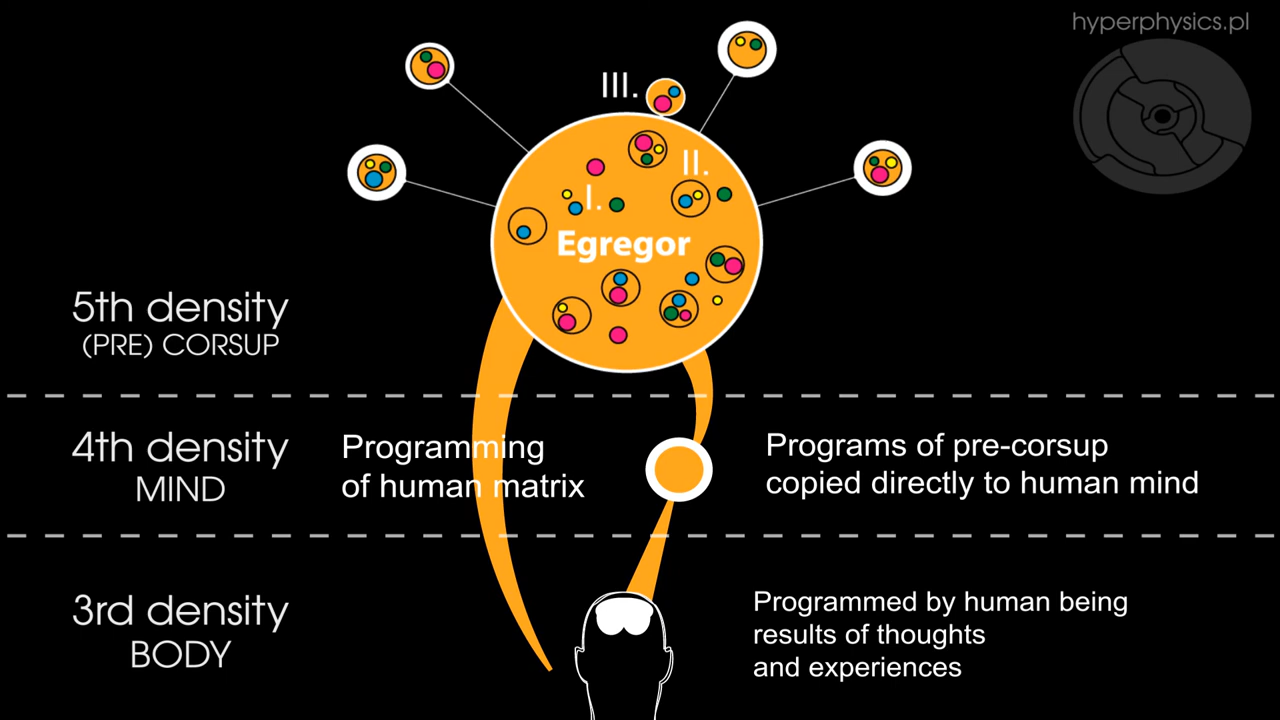 hyperphysics.pl
III.
II.
I.
Egregor
5th density
(PRE) CORSUP
4th density
MIND
Programming
of human matrix
Programs of pre-corsup
copied directly to human mind
3rd density
BODY
Programmed by human being
results of thoughts
and experiences